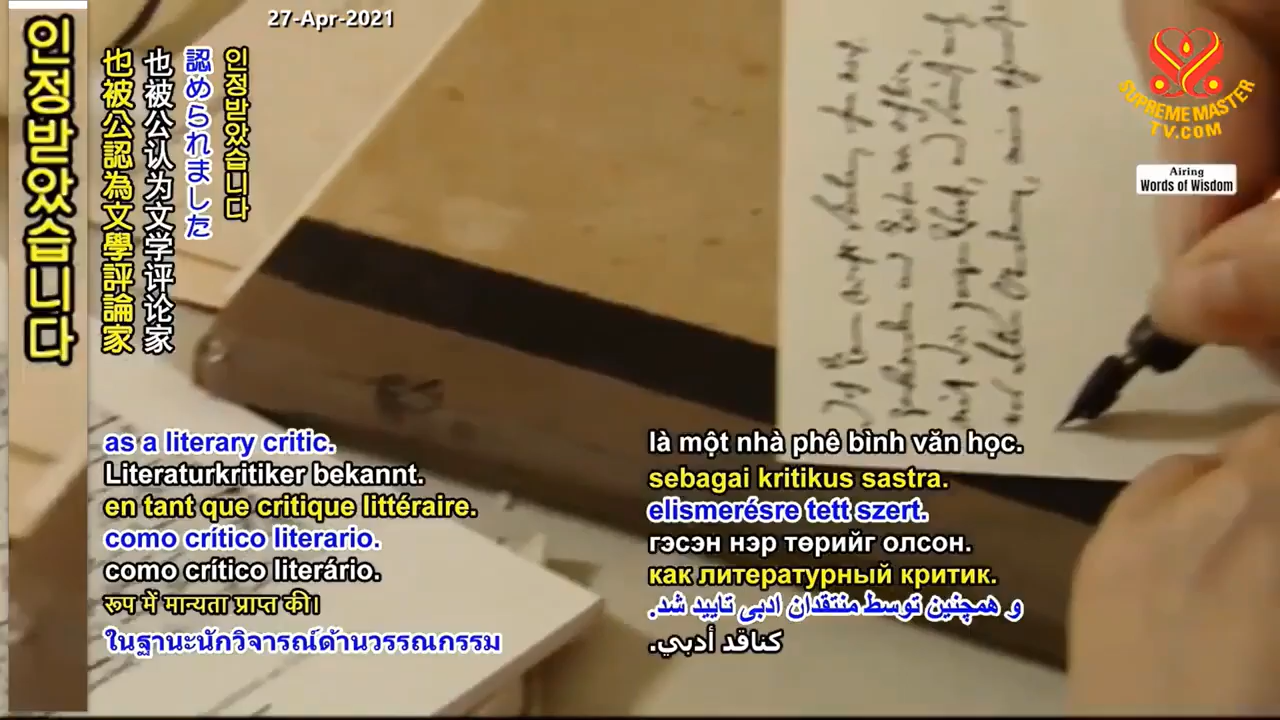 27-Apr-2021
인정받았습니다
也被公認為文學評論家
也被公认为文学评论家
認められました
인정받았습니다
SUPREME MASTER
TV.COM
Airing
Words of Wisdom
as a literary critic.
Literaturkritiker bekannt.
en tant que critique littéraire.
como crítico literario.
como crítico literário.
रूप में मान्यता प्राप्त की।
ในฐานะนักวิจารณ์ด้านวรรณกรรม
là một nhà phê bình văn học.
sebagai kritikus sastra.
elismerésre tett szert.
гэсэн нэр төрийг олсон.
как литературный критик.
و همچنین توسط منتقدان ادبی تایید شد.
كناقد أدبي.